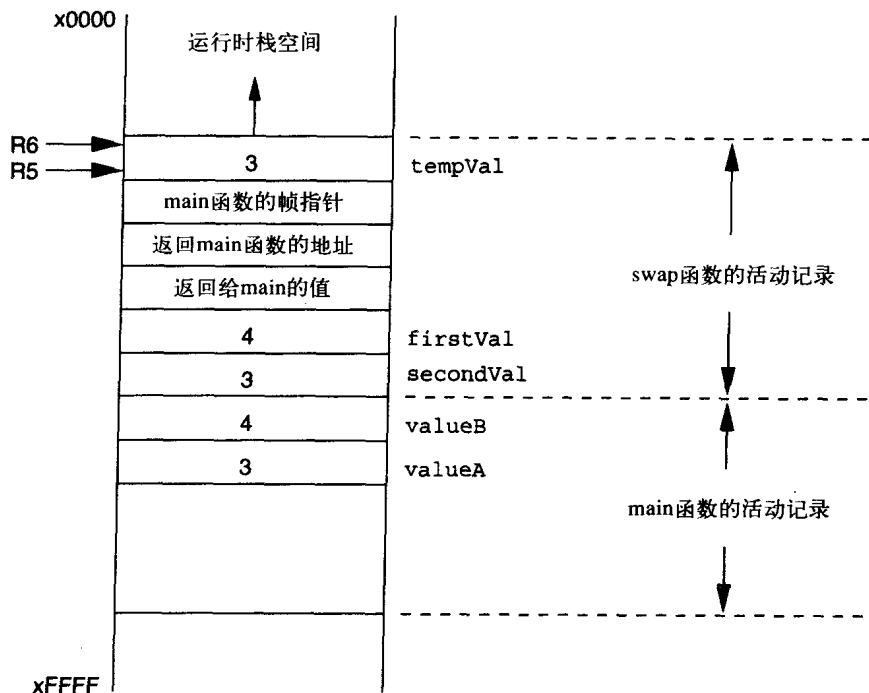 x0000
运行时栈空间
R6
R5
3
tempVal
main函数的帧指针
返回main函数的地址
返回给main的值
swap函数的活动记录
4
firstVal
3
secondVal
4
valueB
3
valueA
main函数的活动记录
xFFFF